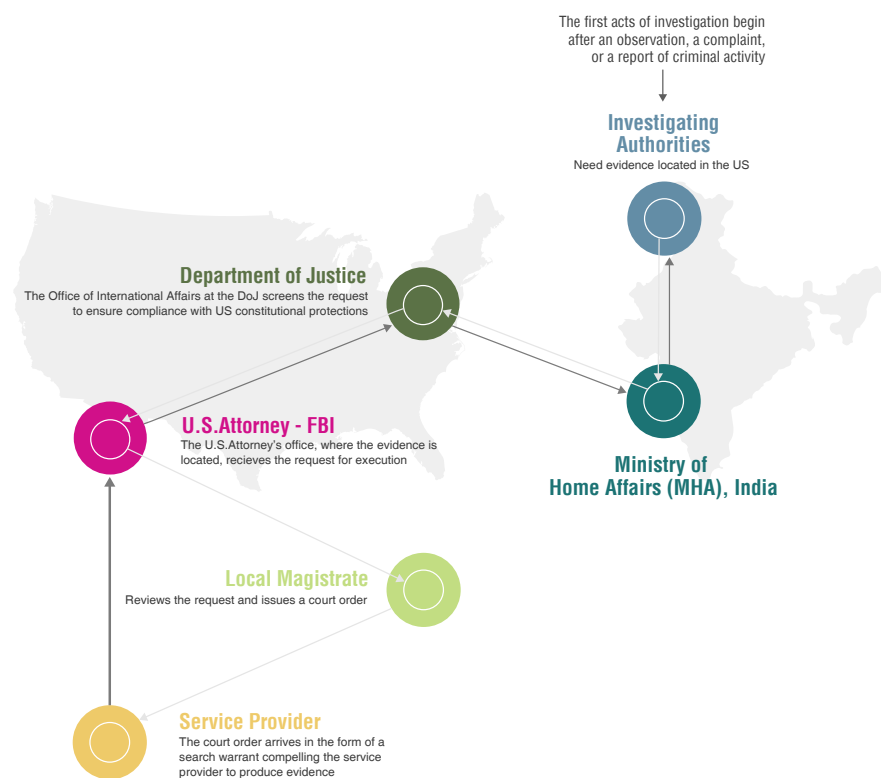 The first acts of investigation begin
after an observation, a complaint,
or a report of criminal activity
Investigating
Authorities
Need evidence located in the US
Department of Justice
The Office of International Affairs at the DoJ screens the request
to ensure compliance with US constitutional protections
U.S.Attorney - FBI
The U.S.Attorney's office, where the evidence is
located, recieves the request for execution
Ministry of
Home Affairs (MHA), India
Local Magistrate
Reviews the request and issues a court order
Service Provider
The court order arrives in the form of a
search warrant compelling the service
provider to produce evidence